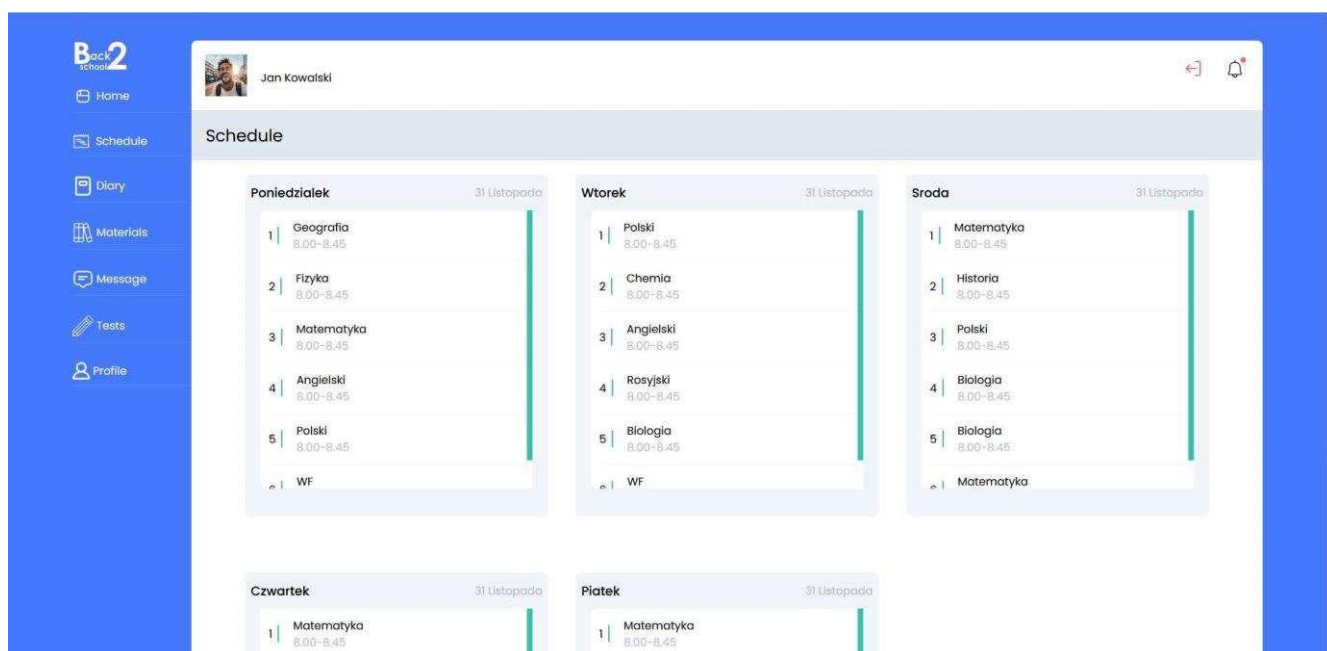 Back2
school
Home
Schedule
Diary
Materials
Message
Tests
Profile
Jan Kowalski
Schedule
Poniedzialek 31 Listopada
1 Geografia
8.00-8.45
2 Fizyka
8.00-8.45
3 Matematyka
8.00-8.45
4 Angielski
8.00-8.45
5 Polski
8.00-8.45
WF
Wtorek 31 Listopada
1 Polski
8.00-8.45
2 Chemia
8.00-8.45
3 Angielski
8.00-8.45
4 Rosyjski
8.00-8.45
5 Biologia
8.00-8.45
WF
Sroda 31 Listopada
1 Matematyka
8.00-8.45
2 Historia
8.00-8.45
3 Polski
8.00-8.45
4 Biologia
8.00-8.45
5 Biologia
8.00-8.45
Matematyka
Czwartek 31 Listopada
1 Matematyka
8.00-8.45
Piatek 31 Listopada
1 Matematyka
8.00-8.45